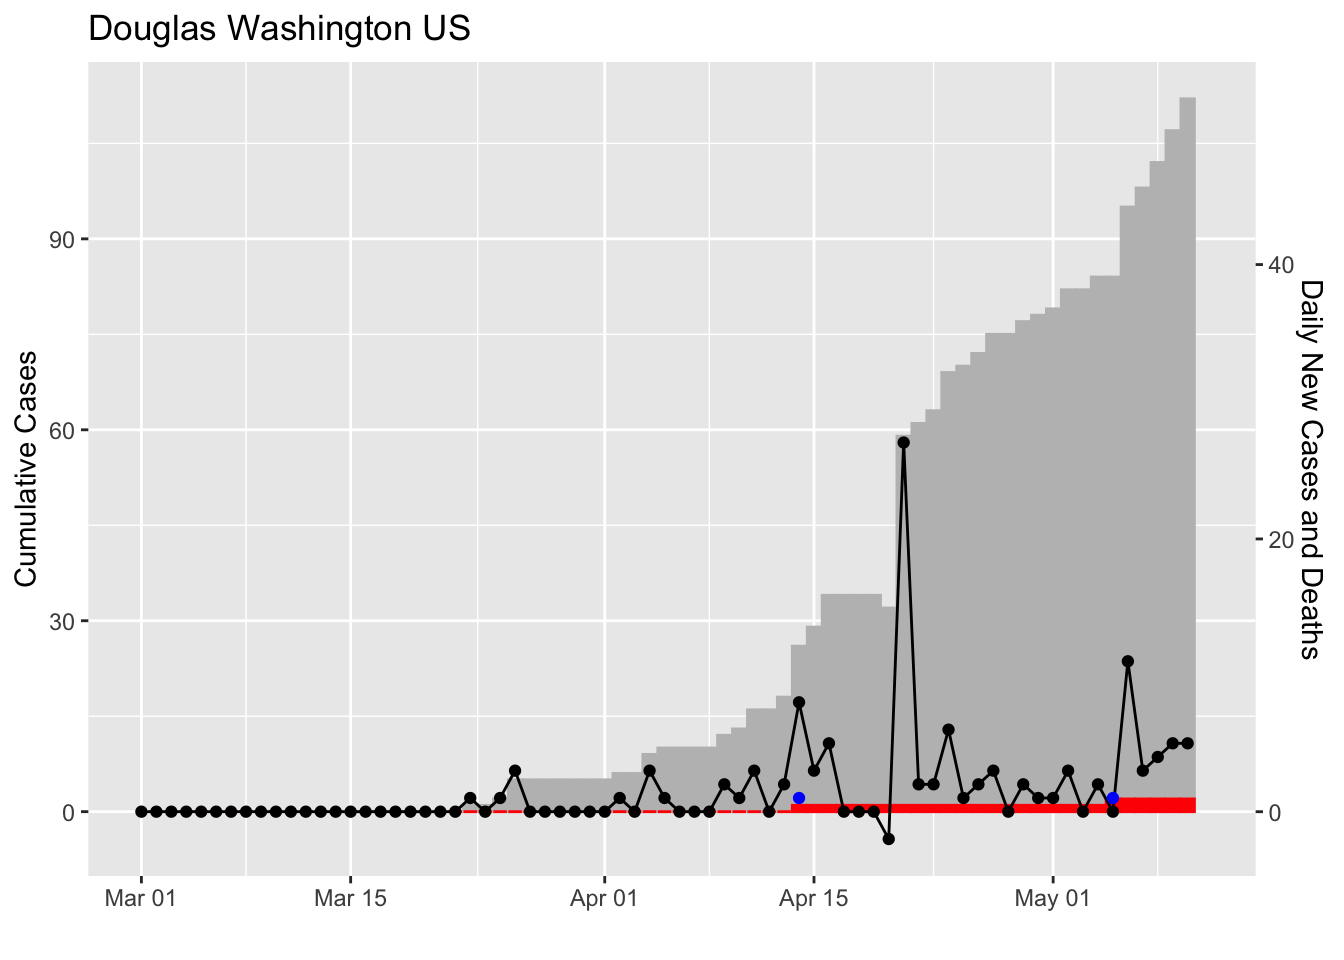 Douglas Washington US
Cumulative Cases
90
60
30
0
40
20
0
Daily New Cases and Deaths
Mar 01
Mar 15
Apr 01
Apr 15
May 01